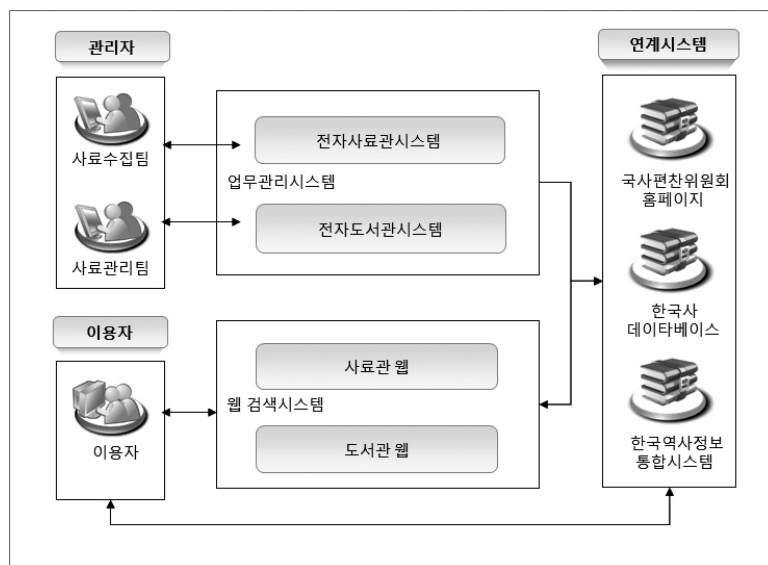 관리자
연계시스템
사료수집팀
사료관리팀
전자사료관시스템
업무관리시스템
전자도서관시스템
국사편찬위원회
홈페이지
한국사
데이타베이스
한국역사정보
통합시스템
이용자
이용자
사료관 웹
웹 검색시스템
도서관 웹